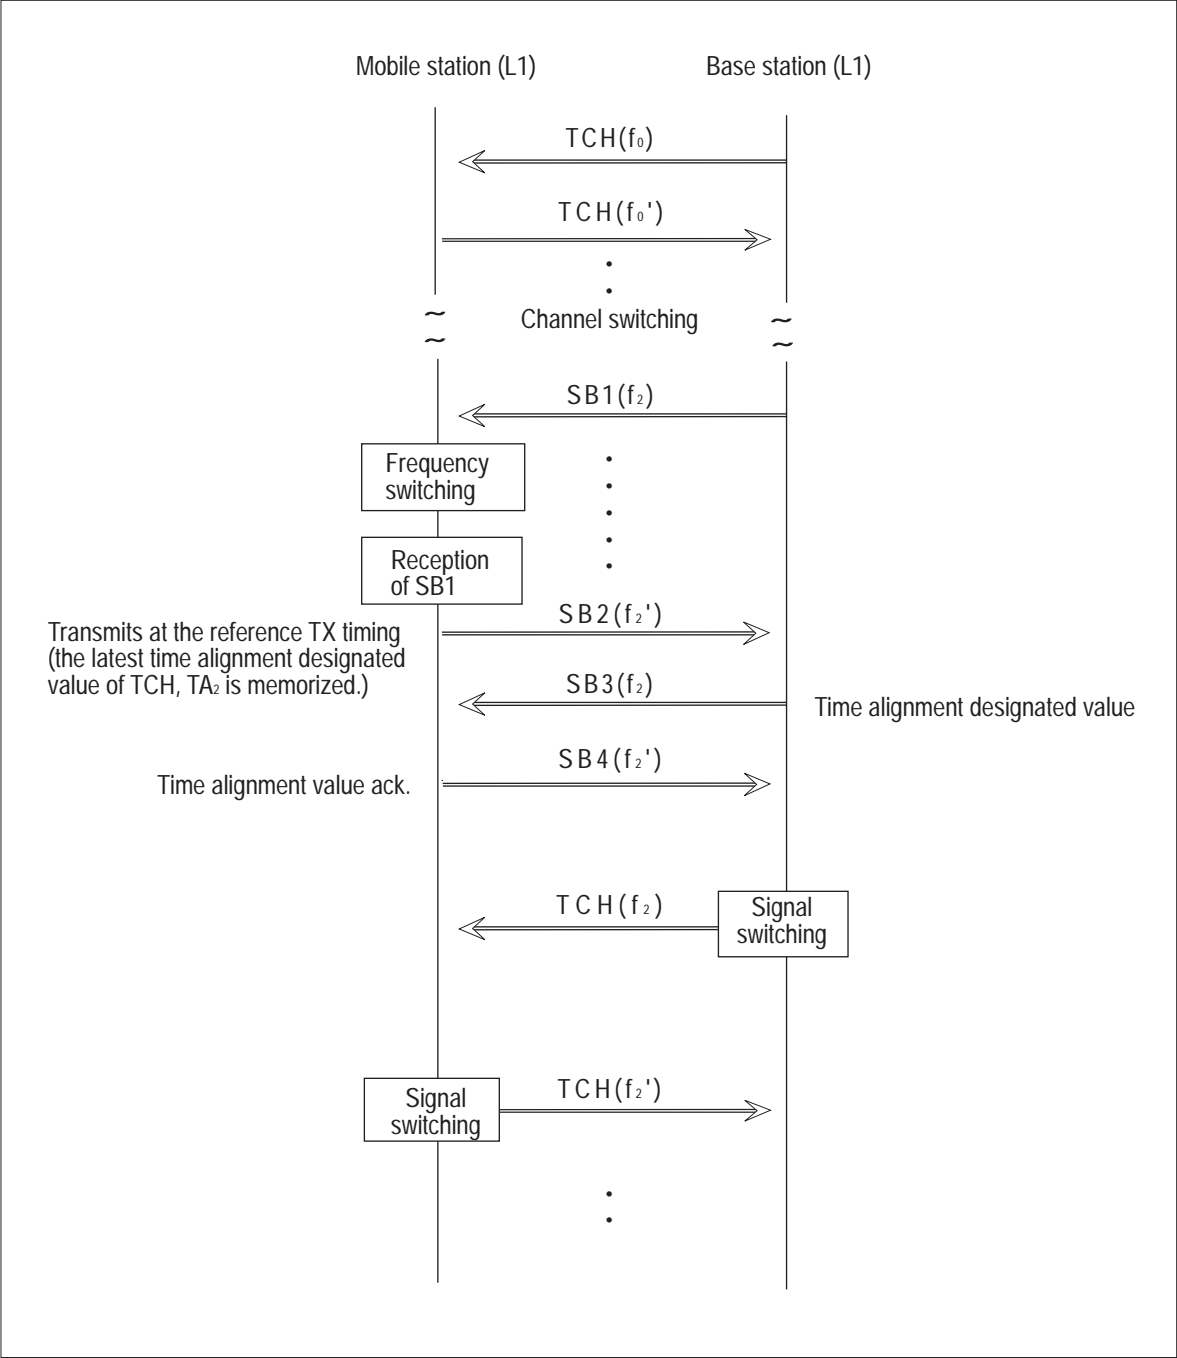 Mobile station (L1)
Base station (L1)
TCH(f₀)
TCH(f₀')
Channel switching
SB1(f₂)
Frequency
switching
Reception
of SB1
SB2(f₂')
Transmits at the reference TX timing
(the latest time alignment designated
value of TCH, TA₂ is memorized.)
SB3(f₂)
Time alignment designated value
SB4(f₂')
Time alignment value ack.
TCH(f₂)
Signal
switching
Signal
switching
TCH(f₂')